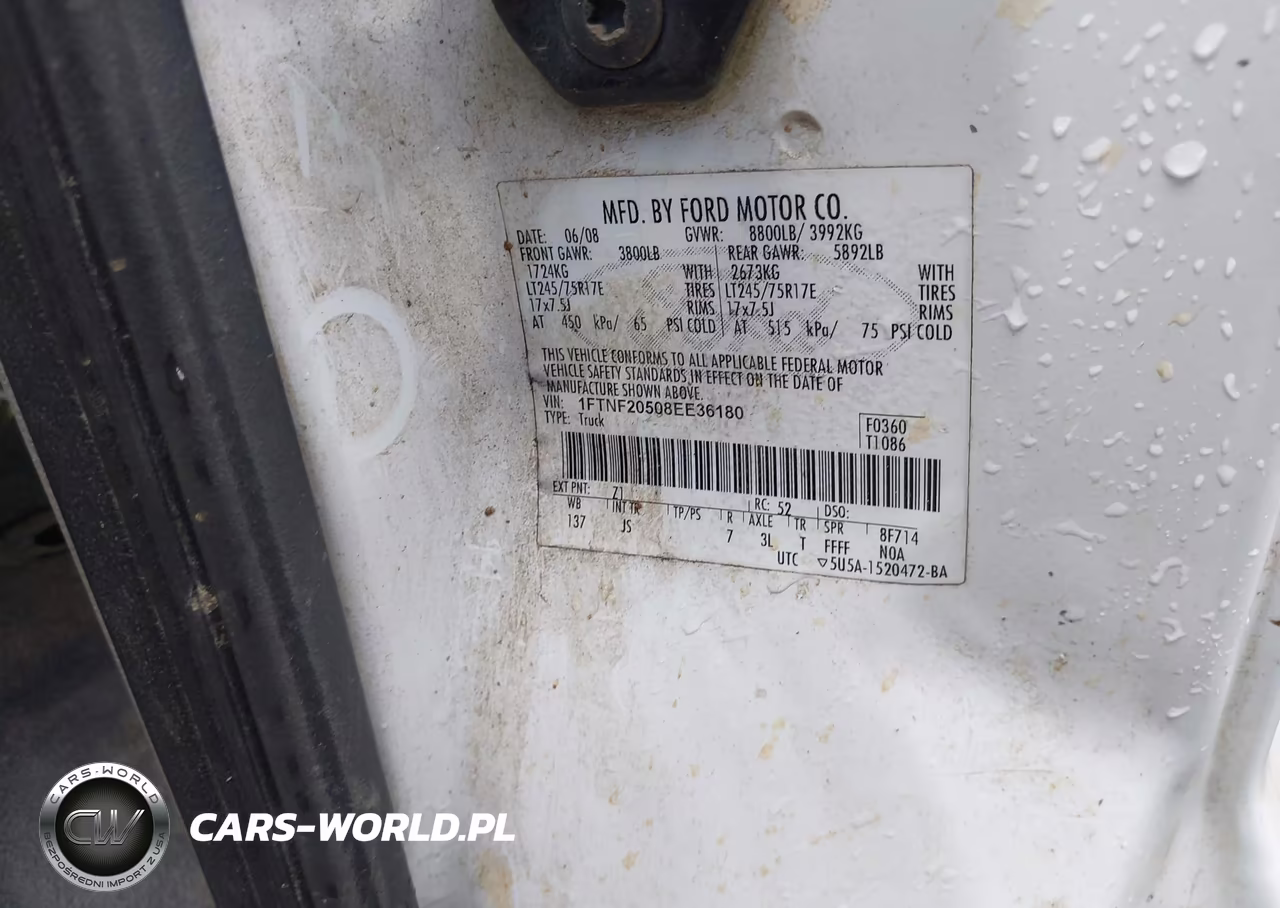 MFD. BY FORD MOTOR CO.
DATE: 06/08 GVWR: 8800LB/ 3992KG
FRONT GAWR: 3800LB REAR GAWR: 5892LB
1724KG WITH 2673KG WITH
LT245/75R17E TIRES LT245/75R17E TIRES
17x7.5J RIMS 17x7.5J RIMS
AT 450 kPa/ 65 PSI COLD AT 515 kPa/ 75 PSI COLD
THIS VEHICLE CONFORMS TO ALL APPLICABLE FEDERAL MOTOR
VEHICLE SAFETY STANDARDS IN EFFECT ON THE DATE OF
MANUFACTURE SHOWN ABOVE.
VIN: 1FTNF20508EE36180
TYPE: Truck
F0360
T1086
EXT PNT: Z1 RC: 52 DSO:
WB INT TR TP/PS R AXLE TR SPR 8F714
137 JS 7 3L T FFFF N0A
UTC ▽5U5A-1520472-BA
CARS-WORLD
CW
BEZPOŚREDNI IMPORT Z USA
CARS-WORLD.PL